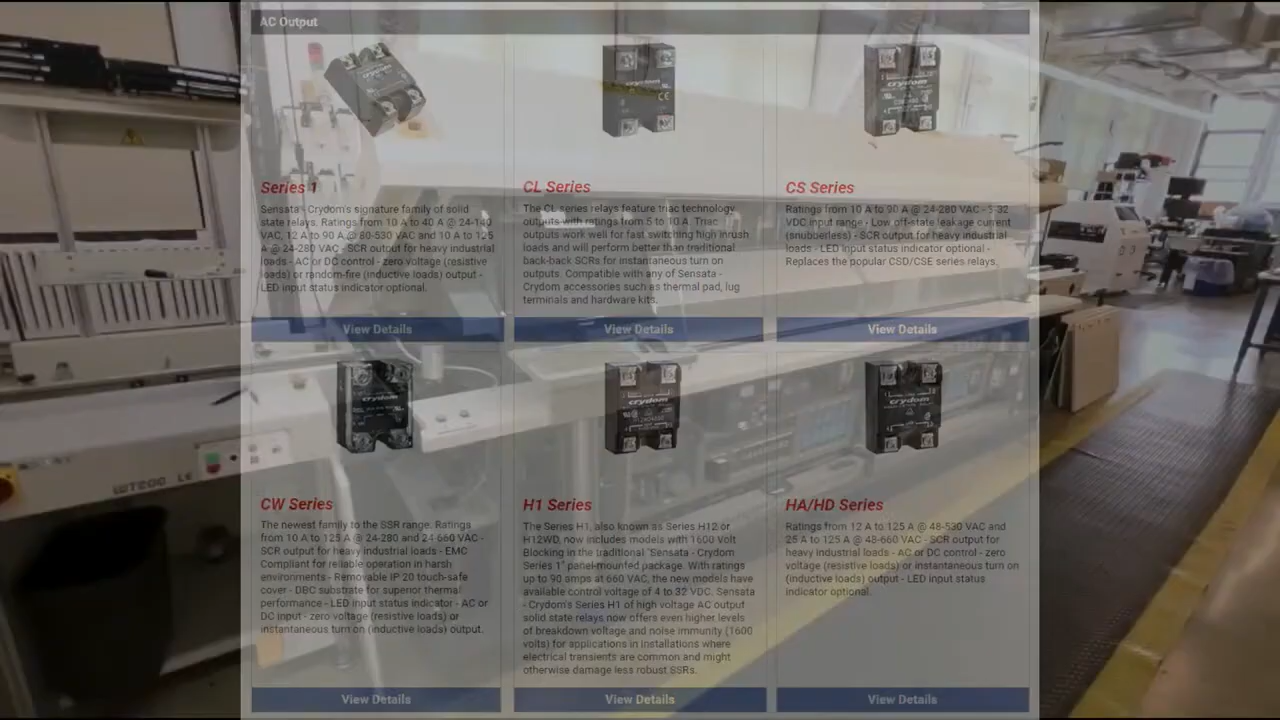 AC Output
crydom
CE
crydom
Series 1
Sensata - Crydom's signature family of solid
state relays. Ratings from 10 A to 40 A @ 24-140
VAC, 12 A to 90 A @ 80-530 VAC and 10 A to 125
A @ 24-280 VAC - SCR output for heavy industrial
loads - AC or DC control - zero voltage (resistive
loads) or random-fire (inductive loads) output -
LED input status indicator optional.
View Details
CL Series
The CL series relays feature triac technology
outputs with ratings from 5 to 10 A. Triac
outputs work well for fast switching high inrush
loads and will perform better than traditional
back-back SCRs for instantaneous turn on
outputs. Compatible with any of Sensata -
Crydom accessories such as thermal pad, lug
terminals and hardware kits.
View Details
CS Series
Ratings from 10 A to 90 A @ 24-280 VAC - 3-32
VDC input range - Low off-state leakage current
(snubberless) - SCR output for heavy industrial
loads - LED input status indicator optional -
Replaces the popular CSD/CSE series relays.
View Details
crydom
crydom
crydom
CW Series
The newest family to the SSR range. Ratings
from 10 A to 125 A @ 24-280 and 24-660 VAC -
SCR output for heavy industrial loads - EMC
Compliant for reliable operation in harsh
environments - Removable IP 20 touch-safe
cover - DBC substrate for superior thermal
performance - LED input status indicator - AC or
DC input - zero voltage (resistive loads) or
instantaneous turn on (inductive loads) output.
View Details
H1 Series
The Series H1, also known as Series H12 or
H12WD, now includes models with 1600 Volt
Blocking in the traditional "Sensata - Crydom
Series 1" panel-mounted package. With ratings
up to 90 amps at 660 VAC, the new models have
available control voltage of 4 to 32 VDC. Sensata
- Crydom's Series H1 of high voltage AC output
solid state relays now offers even higher levels
of breakdown voltage and noise immunity (1600
volts) for applications in installations where
electrical transients are common and might
otherwise damage less robust SSRs.
View Details
HA/HD Series
Ratings from 12 A to 125 A @ 48-530 VAC and
25 A to 125 A @ 48-660 VAC - SCR output for
heavy industrial loads - AC or DC control - zero
voltage (resistive loads) or instantaneous turn on
(inductive loads) output - LED input status
indicator optional.
View Details
WT200 LE